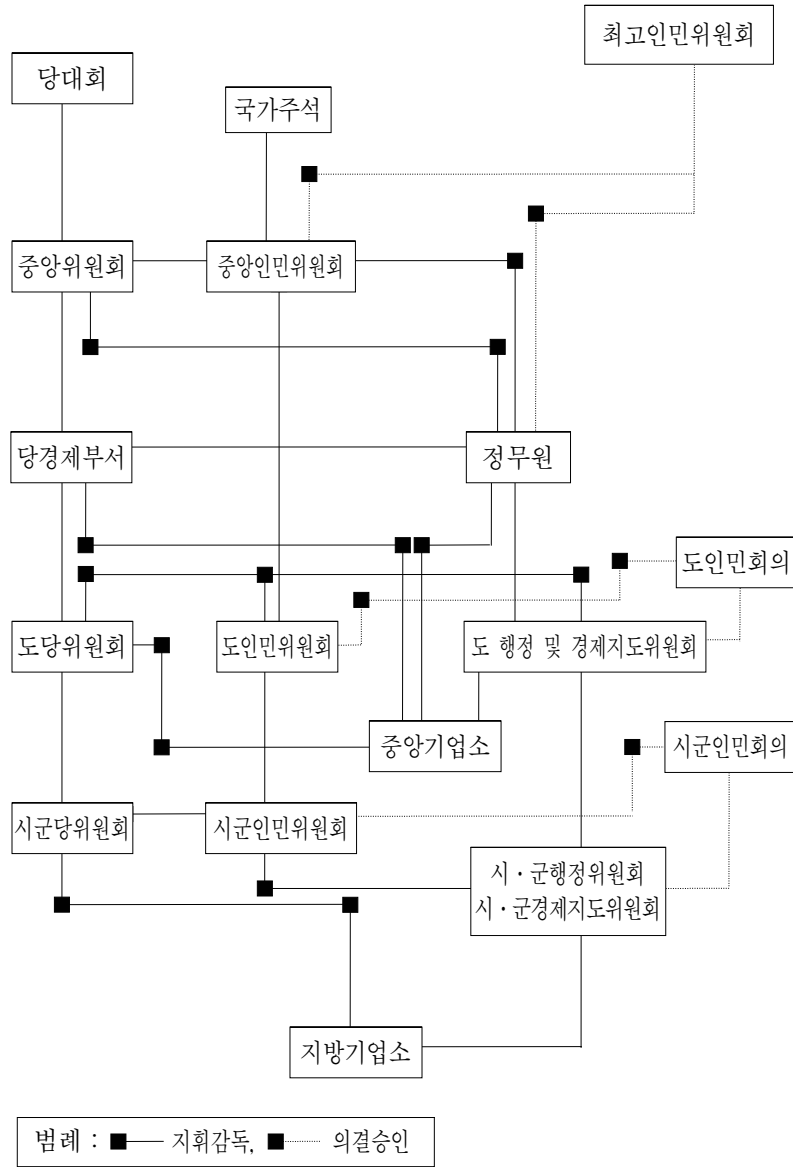 최고인민위원회
당대회
국가주석
중앙위원회
중앙인민위원회
당경제부서
정무원
도인민회의
도당위원회
도인민위원회
도 행정 및 경제지도위원회
중앙기업소
시군인민회의
시군당위원회
시군인민위원회
시·군행정위원회
시·군경제지도위원회
지방기업소
범례 : 지휘감독, 의결승인